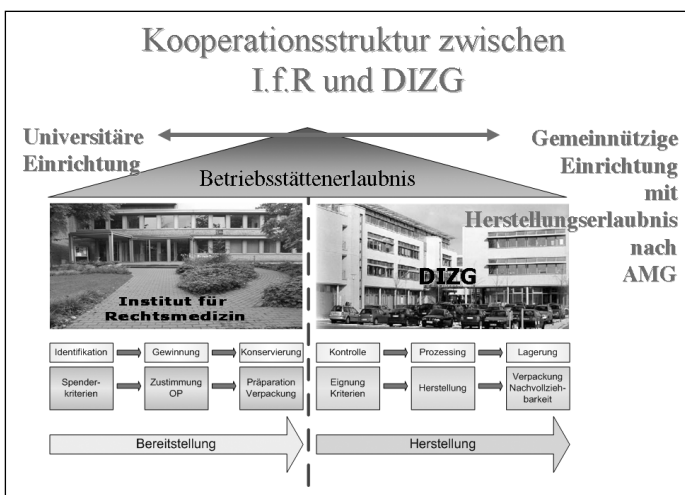 Kooperationsstruktur zwischen
I.f.R und DIZG
Universitäre
Einrichtung
Betriebsstättenerlaubnis
Gemeinnützige
Einrichtung
mit
Herstellungserlaubnis
nach
AMG
Institut für
Rechtsmedizin
DIZG
Identifikation
Gewinnung
Konservierung
Kontrolle
Prozessing
Lagerung
Spender-
kriterien
Zustimmung
OP
Präparation
Verpackung
Eignung
Kriterien
Herstellung
Verpackung
Nachvollzieh-
barkeit
Bereitstellung
Herstellung